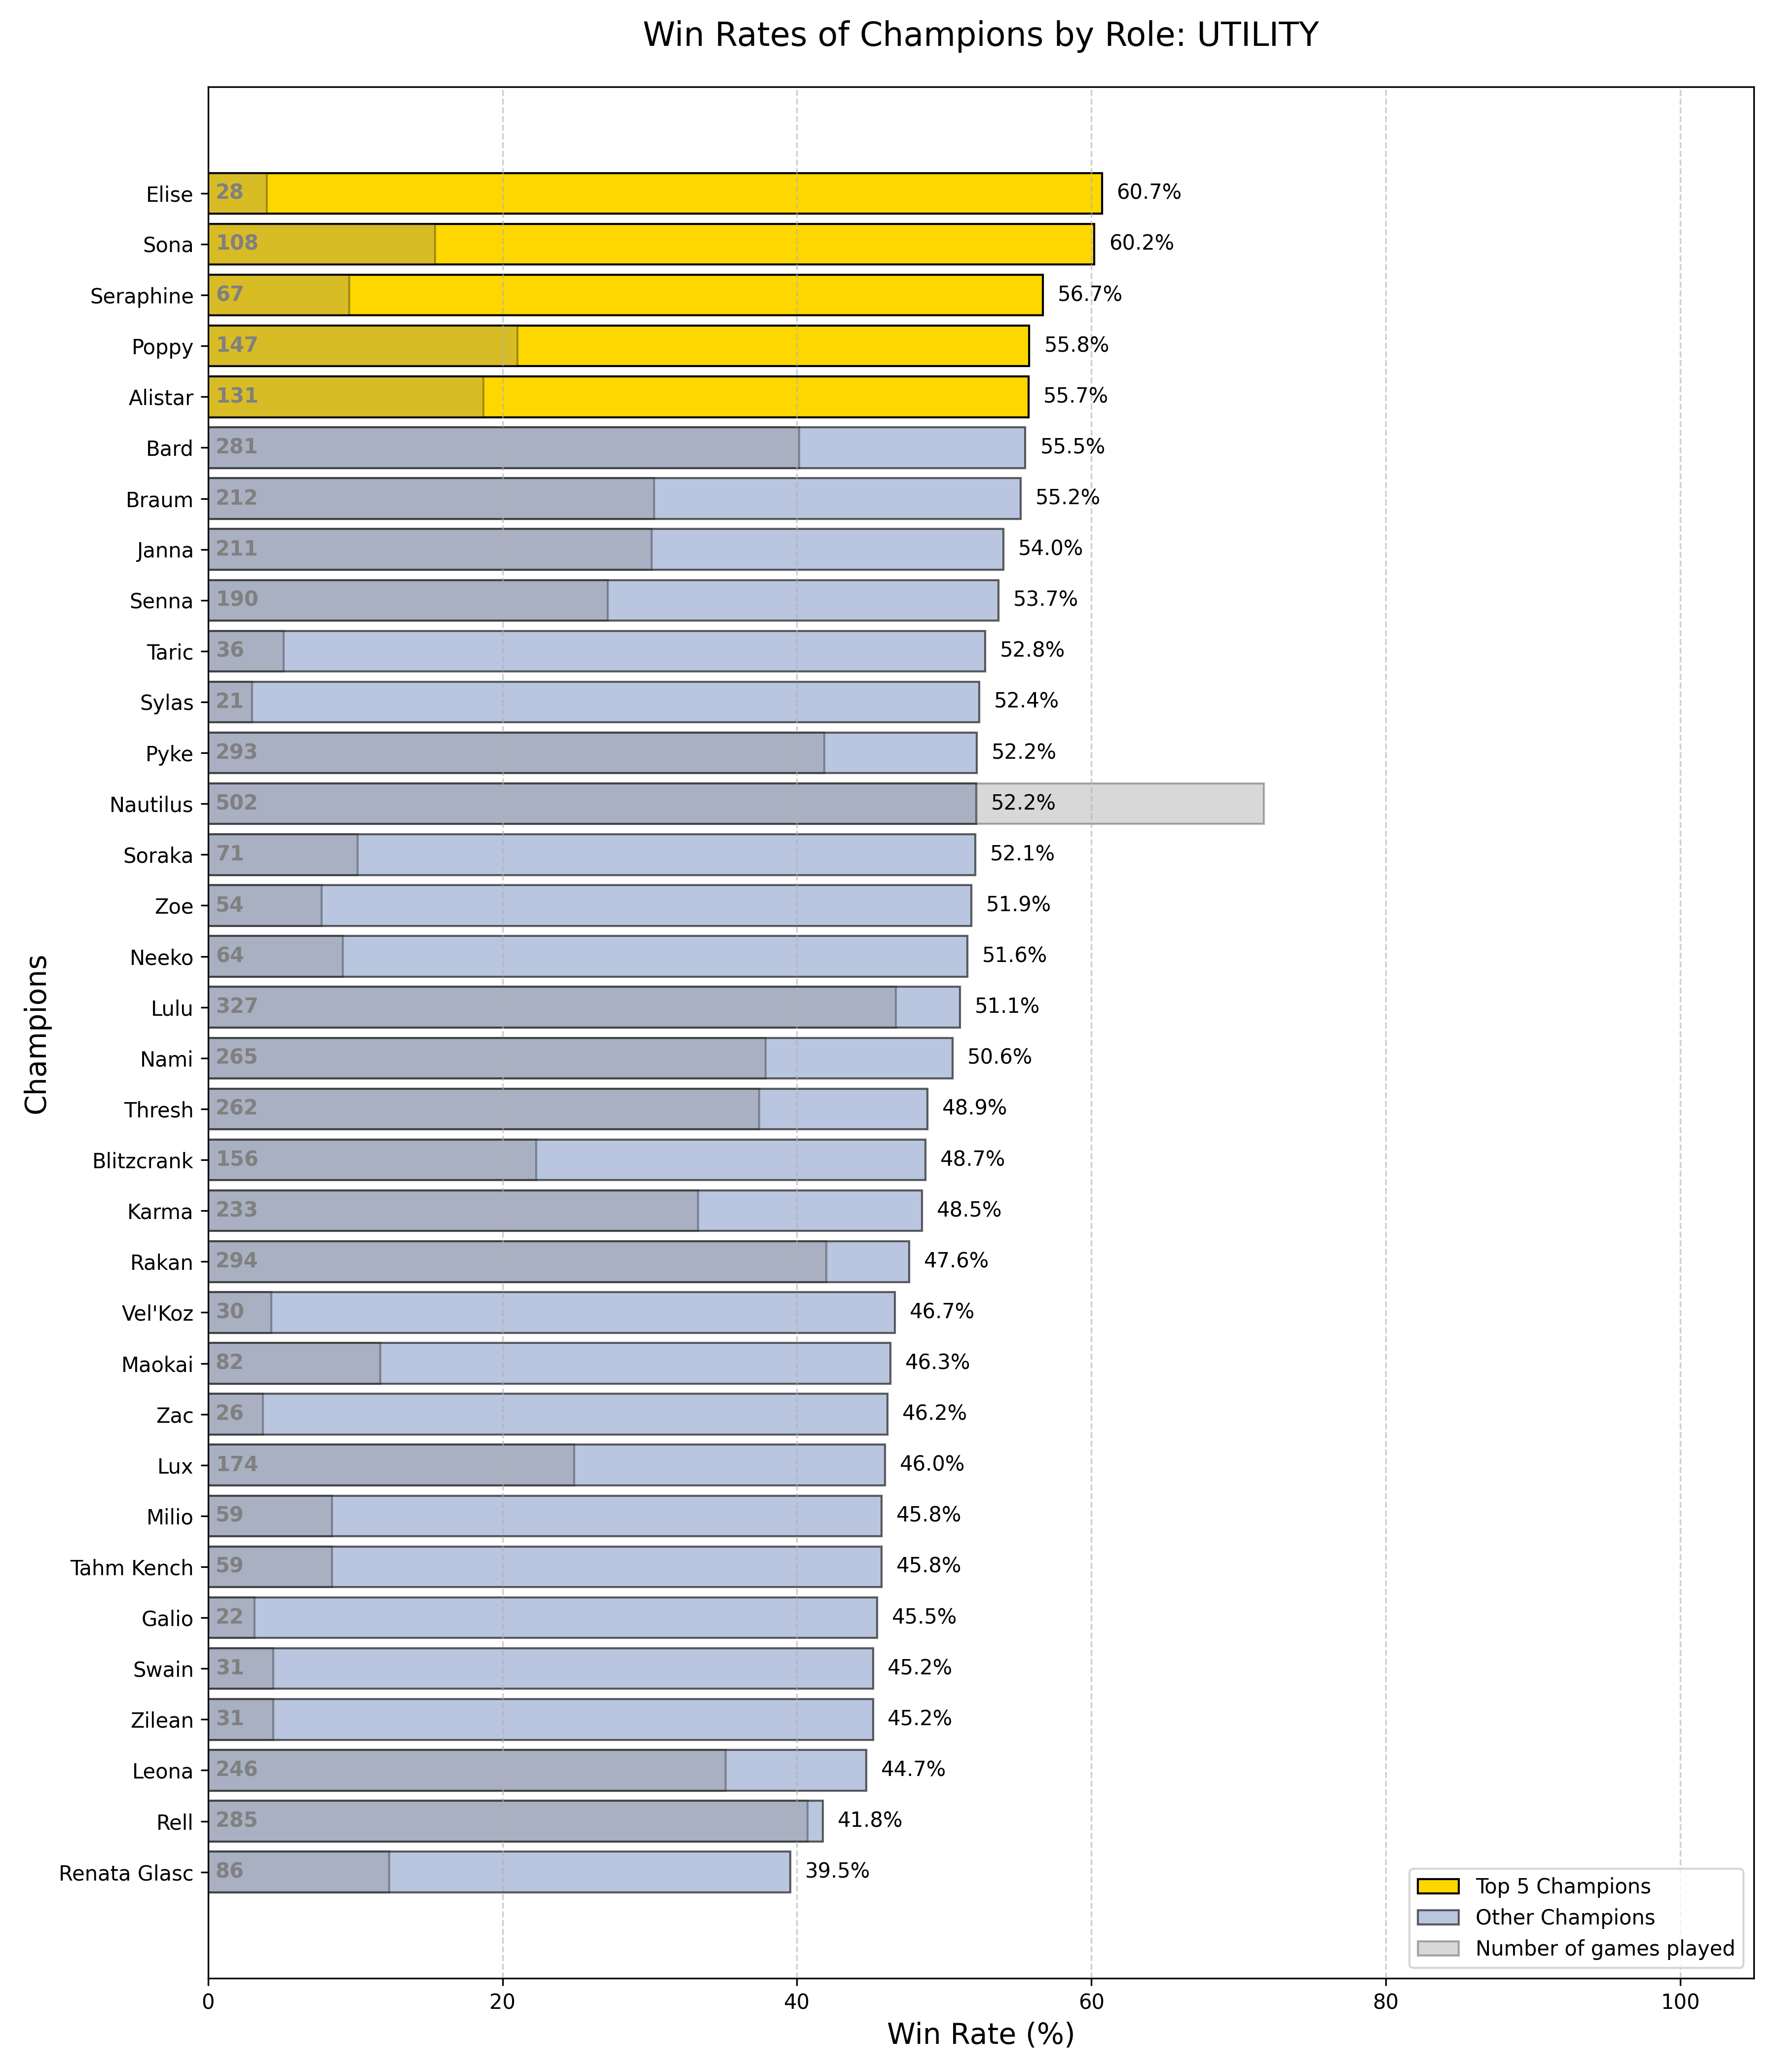 Win Rates of Champions by Role: UTILITY
Elise 28 60.7%
Sona 108 60.2%
Seraphine 67 56.7%
Poppy 147 55.8%
Alistar 131 55.7%
Bard 281 55.5%
Braum 212 55.2%
Janna 211 54.0%
Senna 190 53.7%
Taric 36 52.8%
Sylas 21 52.4%
Pyke 293 52.2%
Nautilus 502 52.2%
Soraka 71 52.1%
Zoe 54 51.9%
Neeko 64 51.6%
Lulu 327 51.1%
Nami 265 50.6%
Thresh 262 48.9%
Blitzcrank 156 48.7%
Karma 233 48.5%
Rakan 294 47.6%
Vel'Koz 30 46.7%
Maokai 82 46.3%
Zac 26 46.2%
Lux 174 46.0%
Milio 59 45.8%
Tahm Kench 59 45.8%
Galio 22 45.5%
Swain 31 45.2%
Zilean 31 45.2%
Leona 246 44.7%
Rell 285 41.8%
Renata Glasc 86 39.5%
Champions
Top 5 Champions
Other Champions
Number of games played
0 20 40 60 80 100
Win Rate (%)